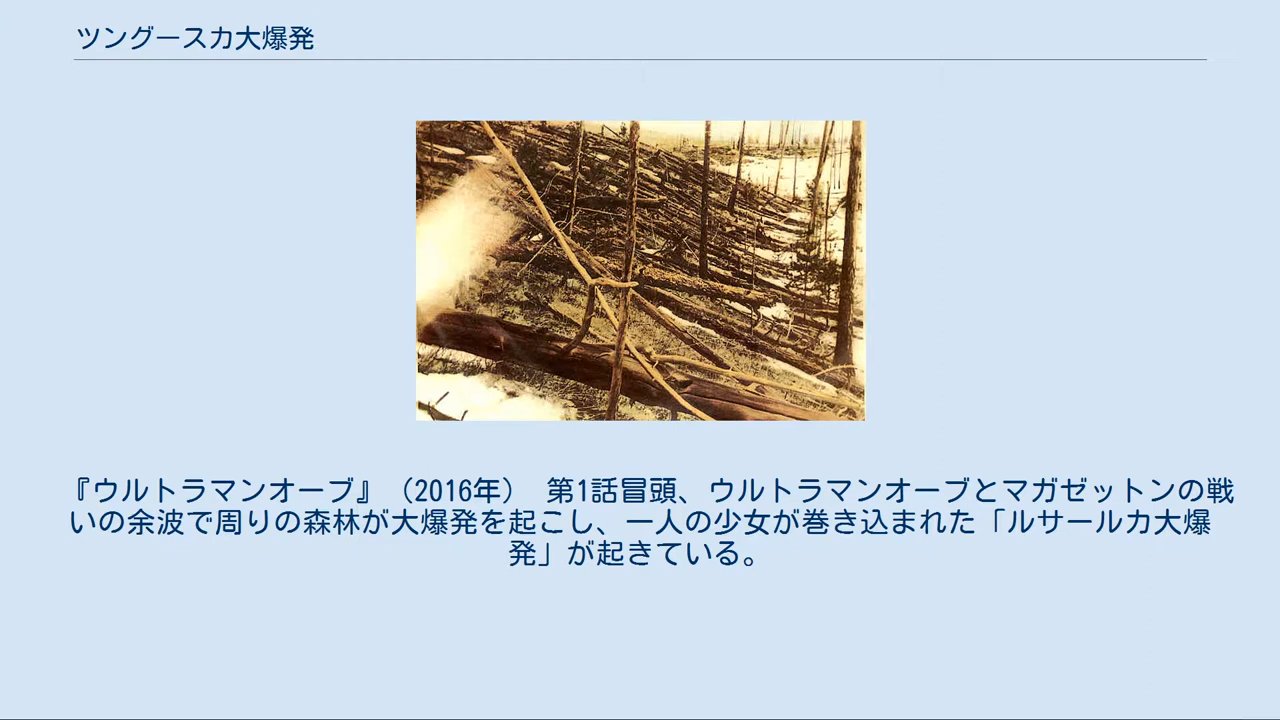 ツングースカ大爆発
『ウルトラマンオーブ』（2016年） 第1話冒頭、ウルトラマンオーブとマガゼットンの戦
いの余波で周りの森林が大爆発を起こし、一人の少女が巻き込まれた「ルサールカ大爆
発」が起きている。